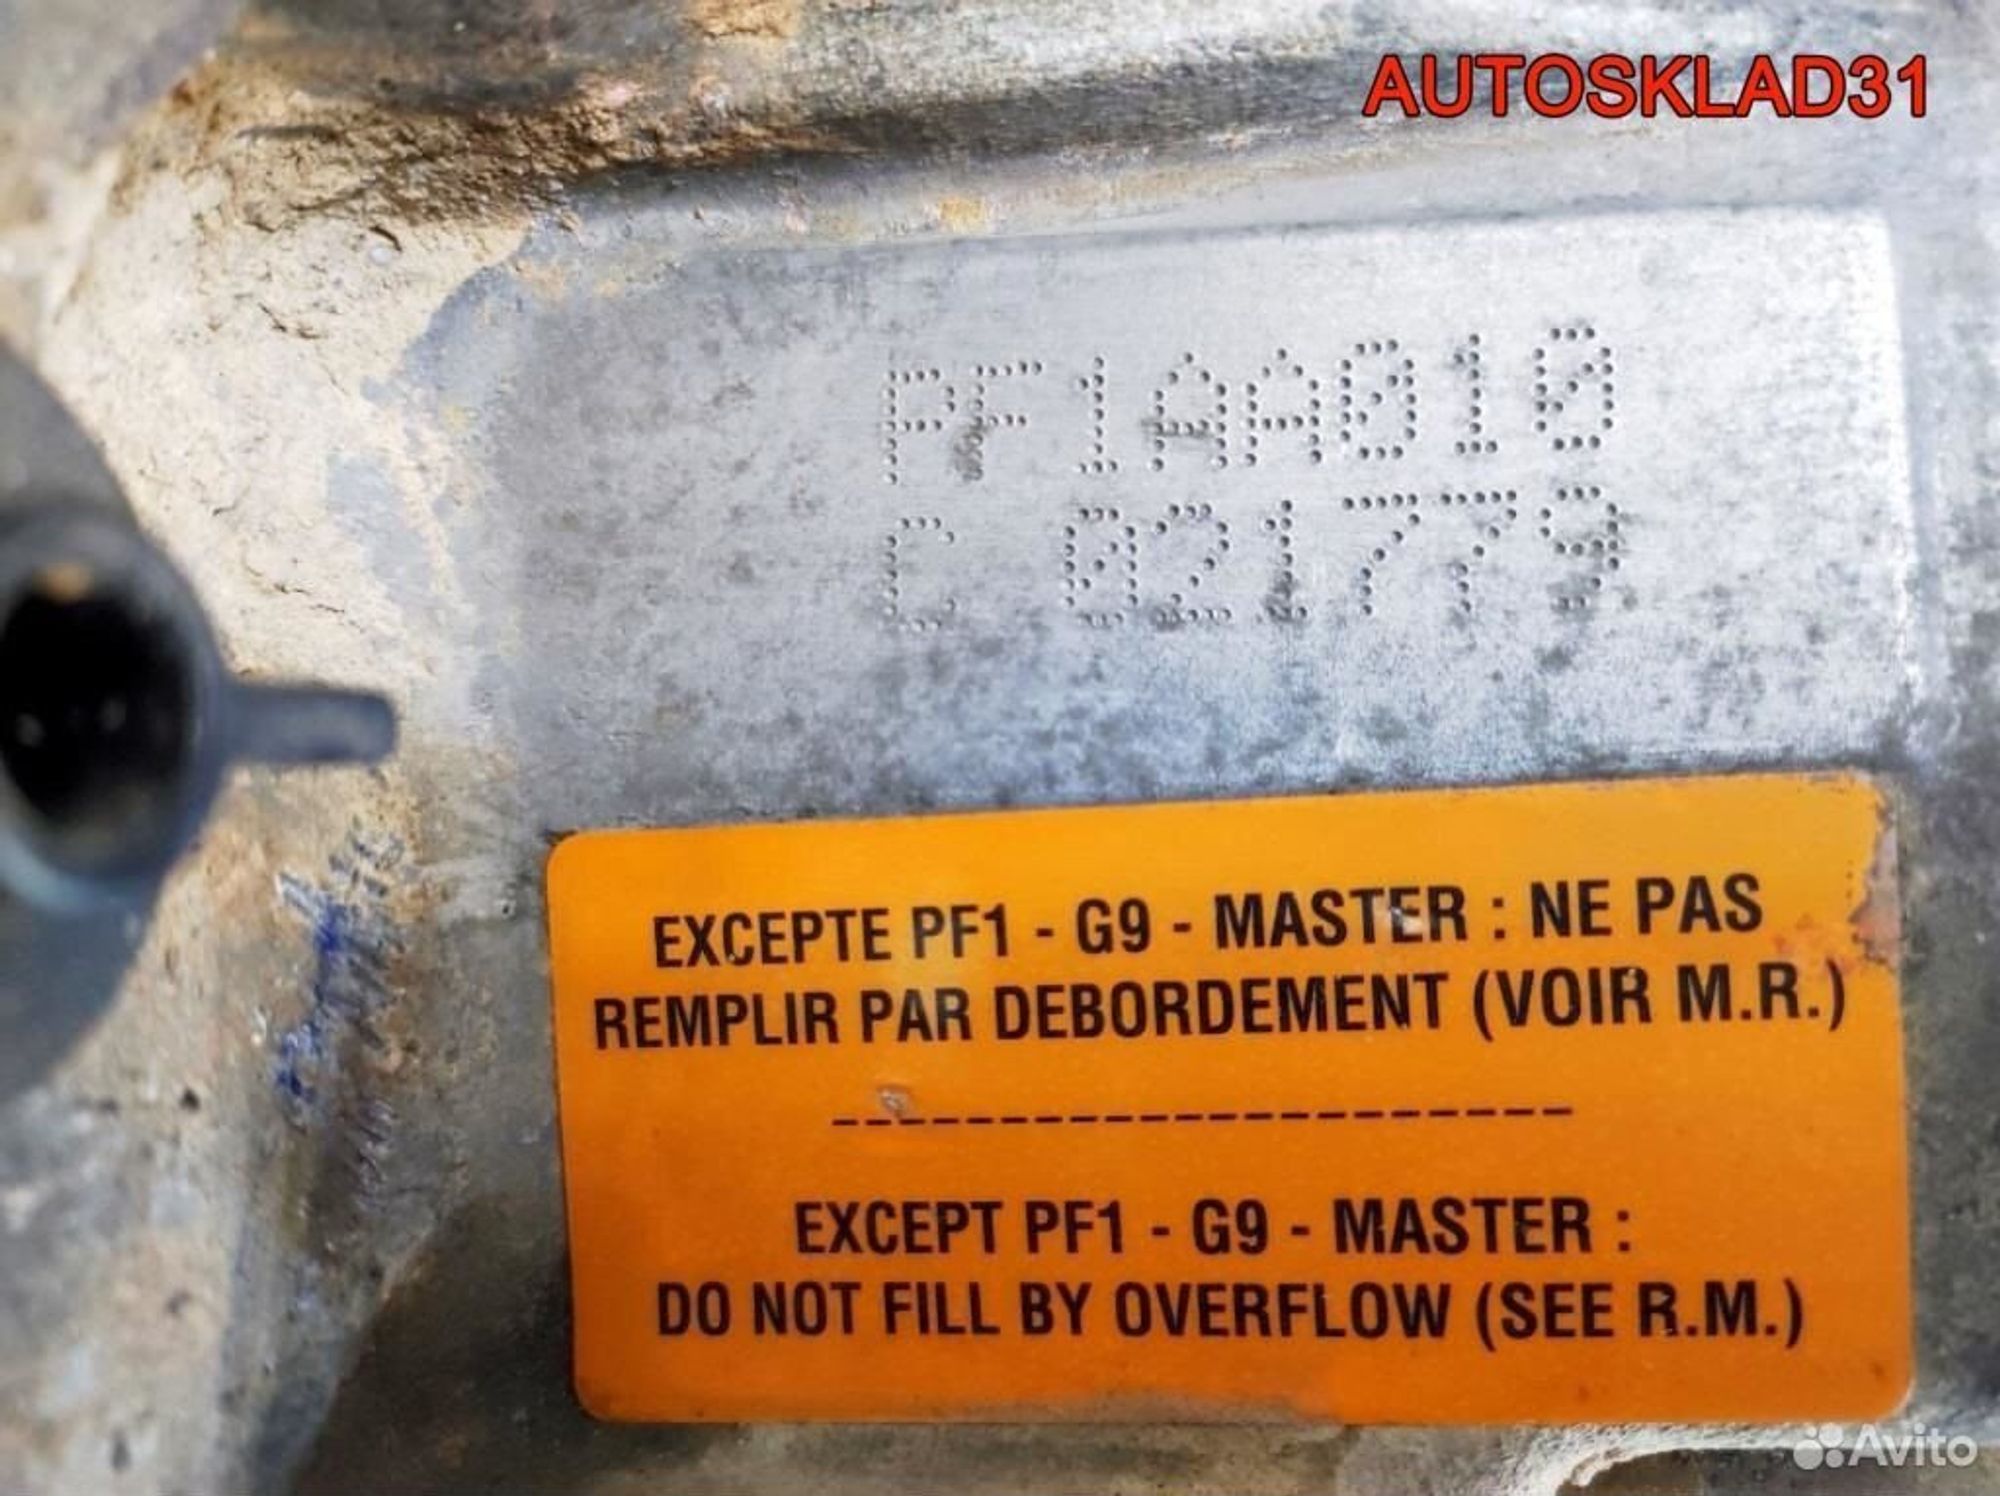 AUTOSKLAD31
PF1AA010
C 021779
EXCEPTE PF1 - G9 - MASTER : NE PAS
REMPLIR PAR DEBORDEMENT (VOIR M.R.)
--------------------
EXCEPT PF1 - G9 - MASTER :
DO NOT FILL BY OVERFLOW (SEE R.M.)
Avito